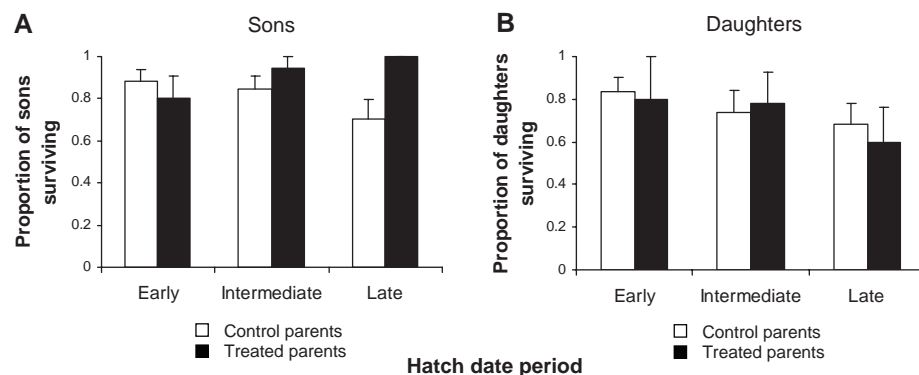 A
Sons
Proportion of sons
surviving
1
0.8
0.6
0.4
0.2
0
Early Intermediate Late
Control parents
Treated parents
B
Daughters
Proportion of daughters
surviving
1
0.8
0.6
0.4
0.2
0
Early Intermediate Late
Control parents
Treated parents
Hatch date period